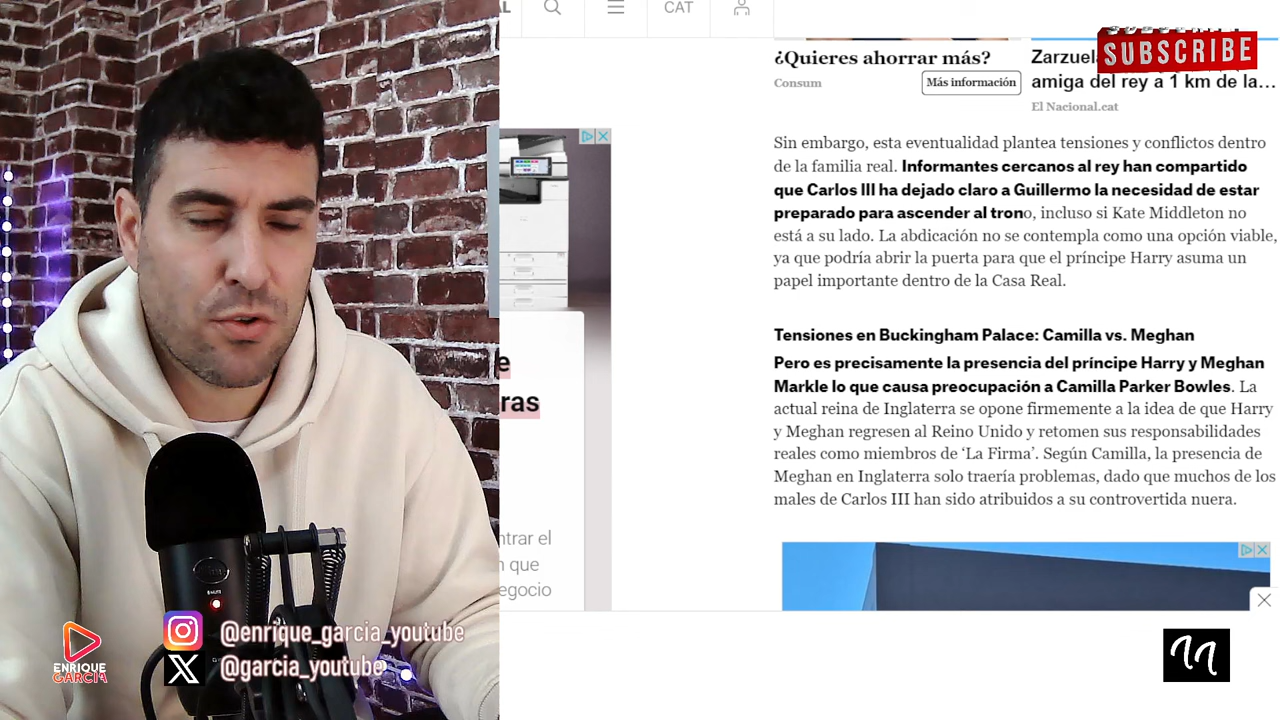 AL
CAT
¿Quieres ahorrar más?
Consum
Más información
Zarzuel
amiga del rey a 1 km de la...
El Nacional.cat
SUBSCRIBE
Sin embargo, esta eventualidad plantea tensiones y conflictos dentro
de la familia real. Informantes cercanos al rey han compartido
que Carlos III ha dejado claro a Guillermo la necesidad de estar
preparado para ascender al trono, incluso si Kate Middleton no
está a su lado. La abdicación no se contempla como una opción viable,
ya que podría abrir la puerta para que el príncipe Harry asuma un
papel importante dentro de la Casa Real.
Tensiones en Buckingham Palace: Camilla vs. Meghan
Pero es precisamente la presencia del príncipe Harry y Meghan
Markle lo que causa preocupación a Camilla Parker Bowles. La
actual reina de Inglaterra se opone firmemente a la idea de que Harry
y Meghan regresen al Reino Unido y retomen sus responsabilidades
reales como miembros de ‘La Firma’. Según Camilla, la presencia de
Meghan en Inglaterra solo traería problemas, dado que muchos de los
males de Carlos III han sido atribuidos a su controvertida nuera.
e
ras
ntrar el
n que
egocio
@enrique_garcia_youtube
@garcia_youtube
ENRIQUE
GARCIA